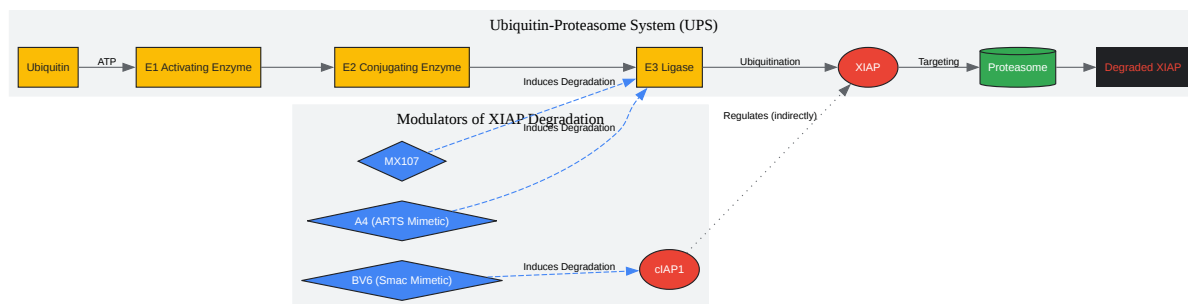 Ubiquitin-Proteasome System (UPS)
Ubiquitin
ATP
E1 Activating Enzyme
E2 Conjugating Enzyme
E3 Ligase
Ubiquitination
XIAP
Targeting
Proteasome
Degraded XIAP
Induces Degradation
Modulators of XIAP Degradation
Induces Degradation
Regulates (indirectly)
MX107
A4 (ARTS Mimetic)
BV6 (Smac Mimetic)
Induces Degradation
cIAP1